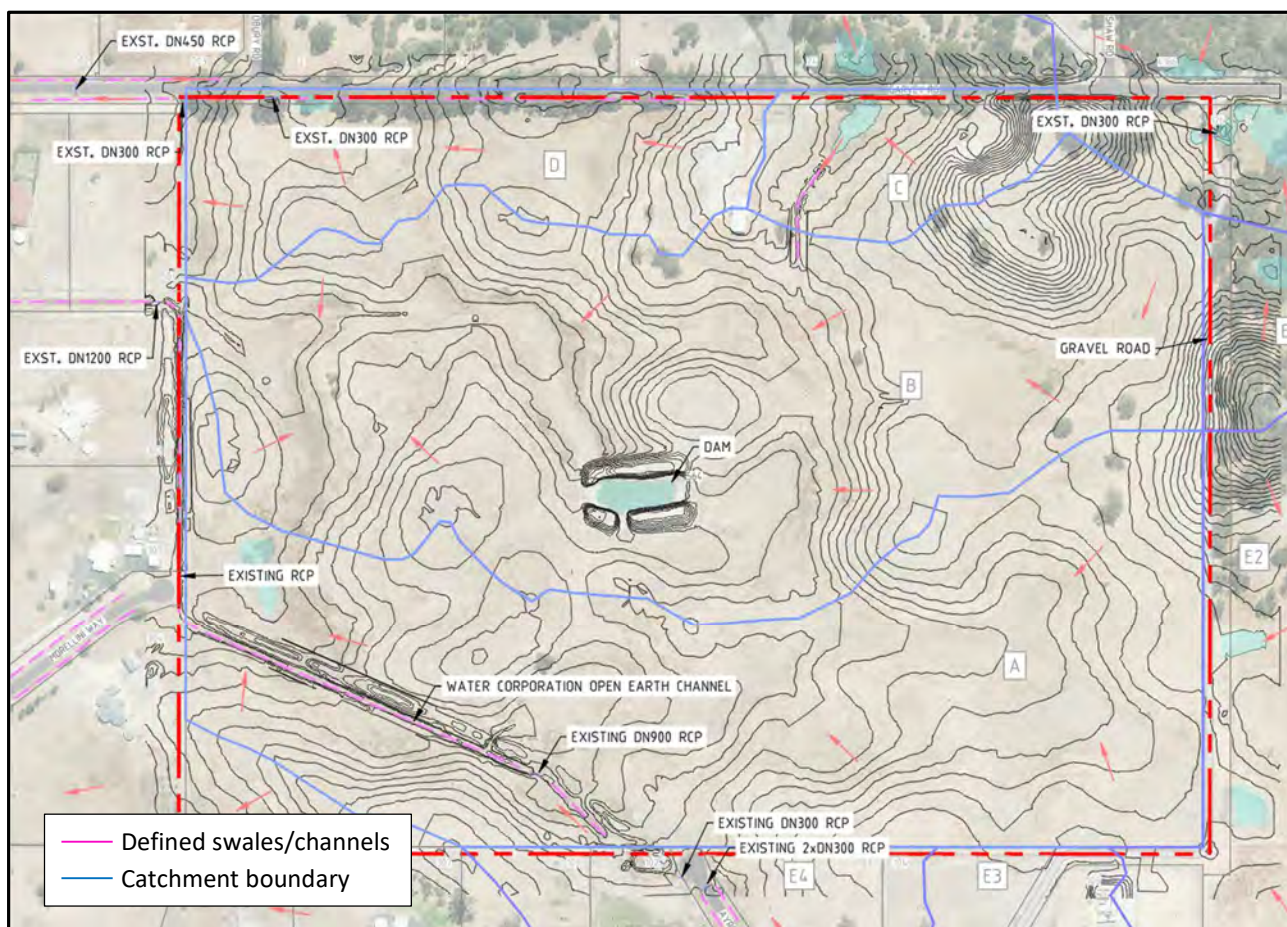 EXST. DN450 RCP
EXST. DN300 RCP
EXST. DN300 RCP
EXST. DN300 RCP
D
C
EXST. DN1200 RCP
GRAVEL ROAD
B
DAM
E2
EXISTING RCP
MORELLINI WAY
A
WATER CORPORATION OPEN EARTH CHANNEL
EXISTING DN900 RCP
EXISTING DN300 RCP
EXISTING 2xDN300 RCP
E4
E3
Defined swales/channels
Catchment boundary